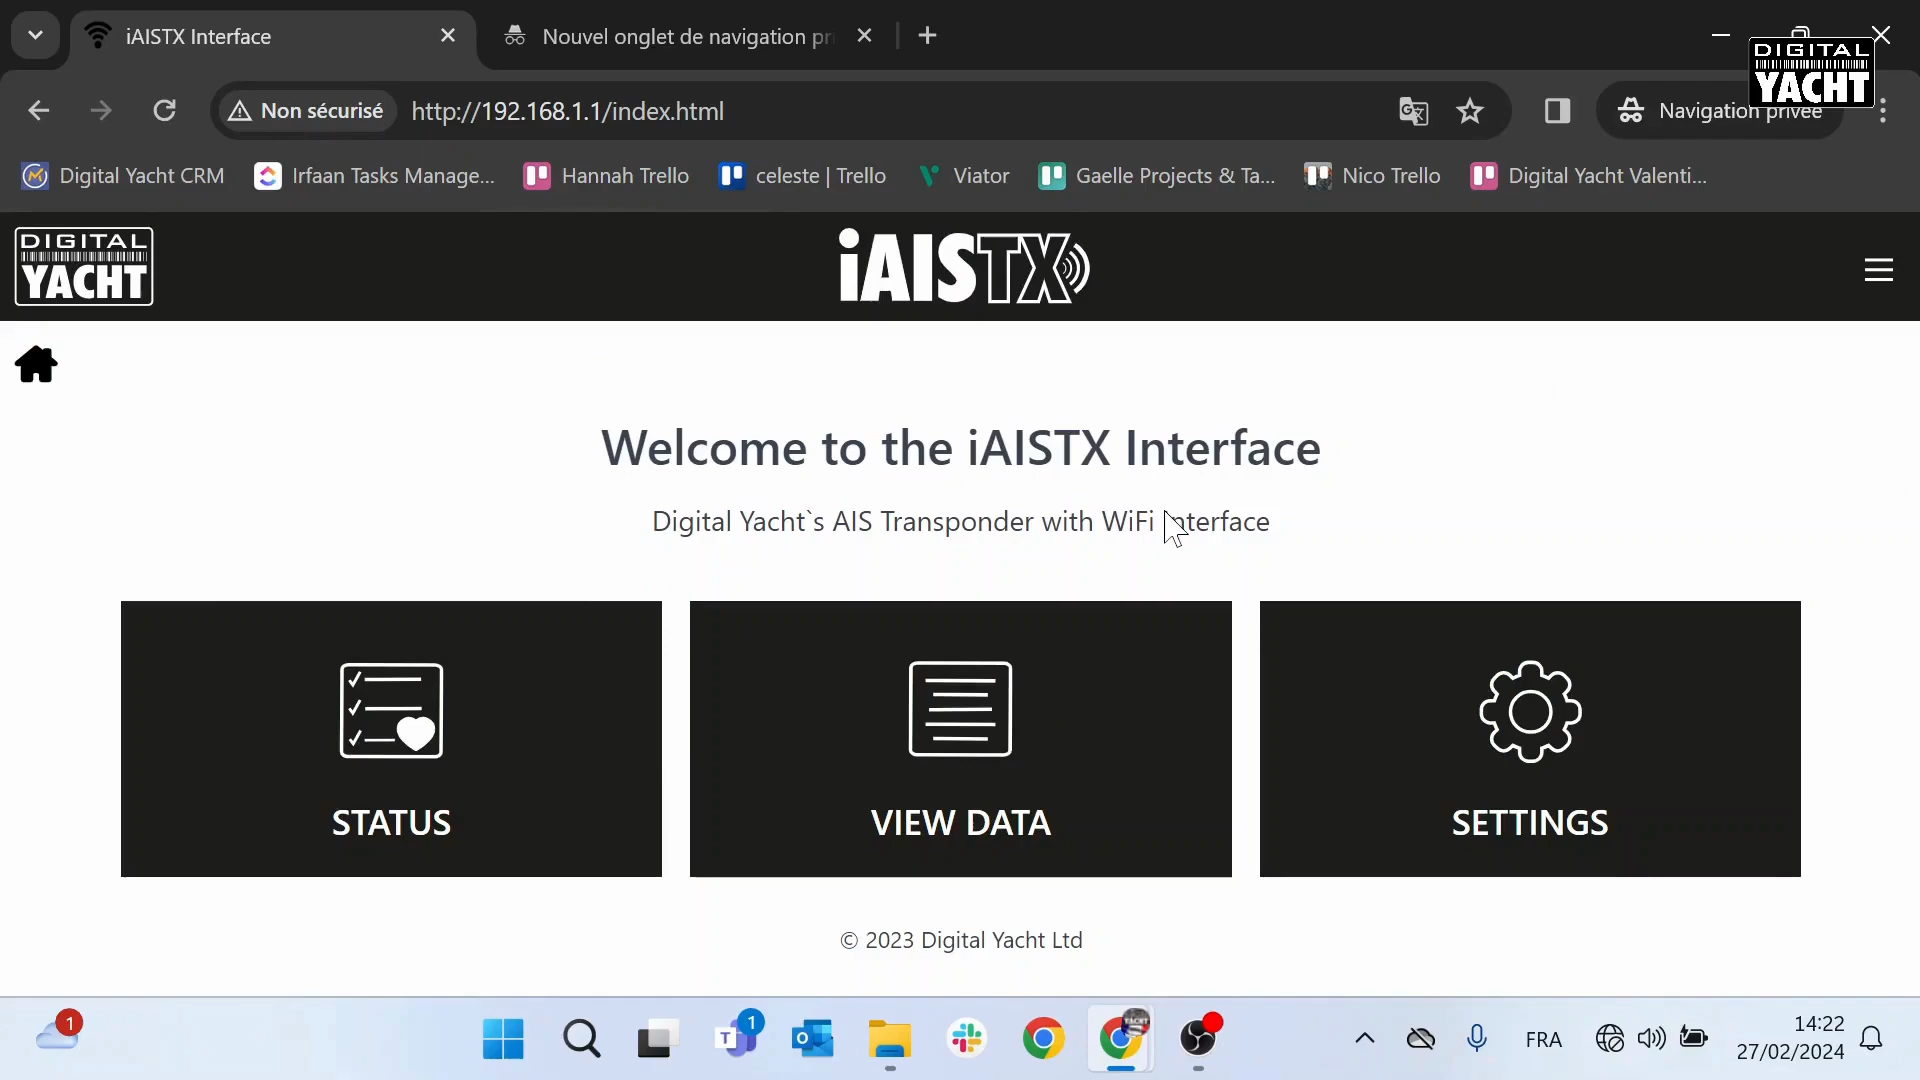 iAISTX Interface
Nouvel onglet de navigation pri
DIGITAL
YACHT
Non sécurisé
http://192.168.1.1/index.html
Navigation privée
Digital Yacht CRM
Irfaan Tasks Manage...
Hannah Trello
celeste | Trello
Viator
Gaelle Projects & Ta...
Nico Trello
Digital Yacht Valenti...
DIGITAL
YACHT
iAISTX
Welcome to the iAISTX Interface
Digital Yacht`s AIS Transponder with WiFi Interface
STATUS
VIEW DATA
SETTINGS
© 2023 Digital Yacht Ltd
1
1
FRA
14:22
27/02/2024